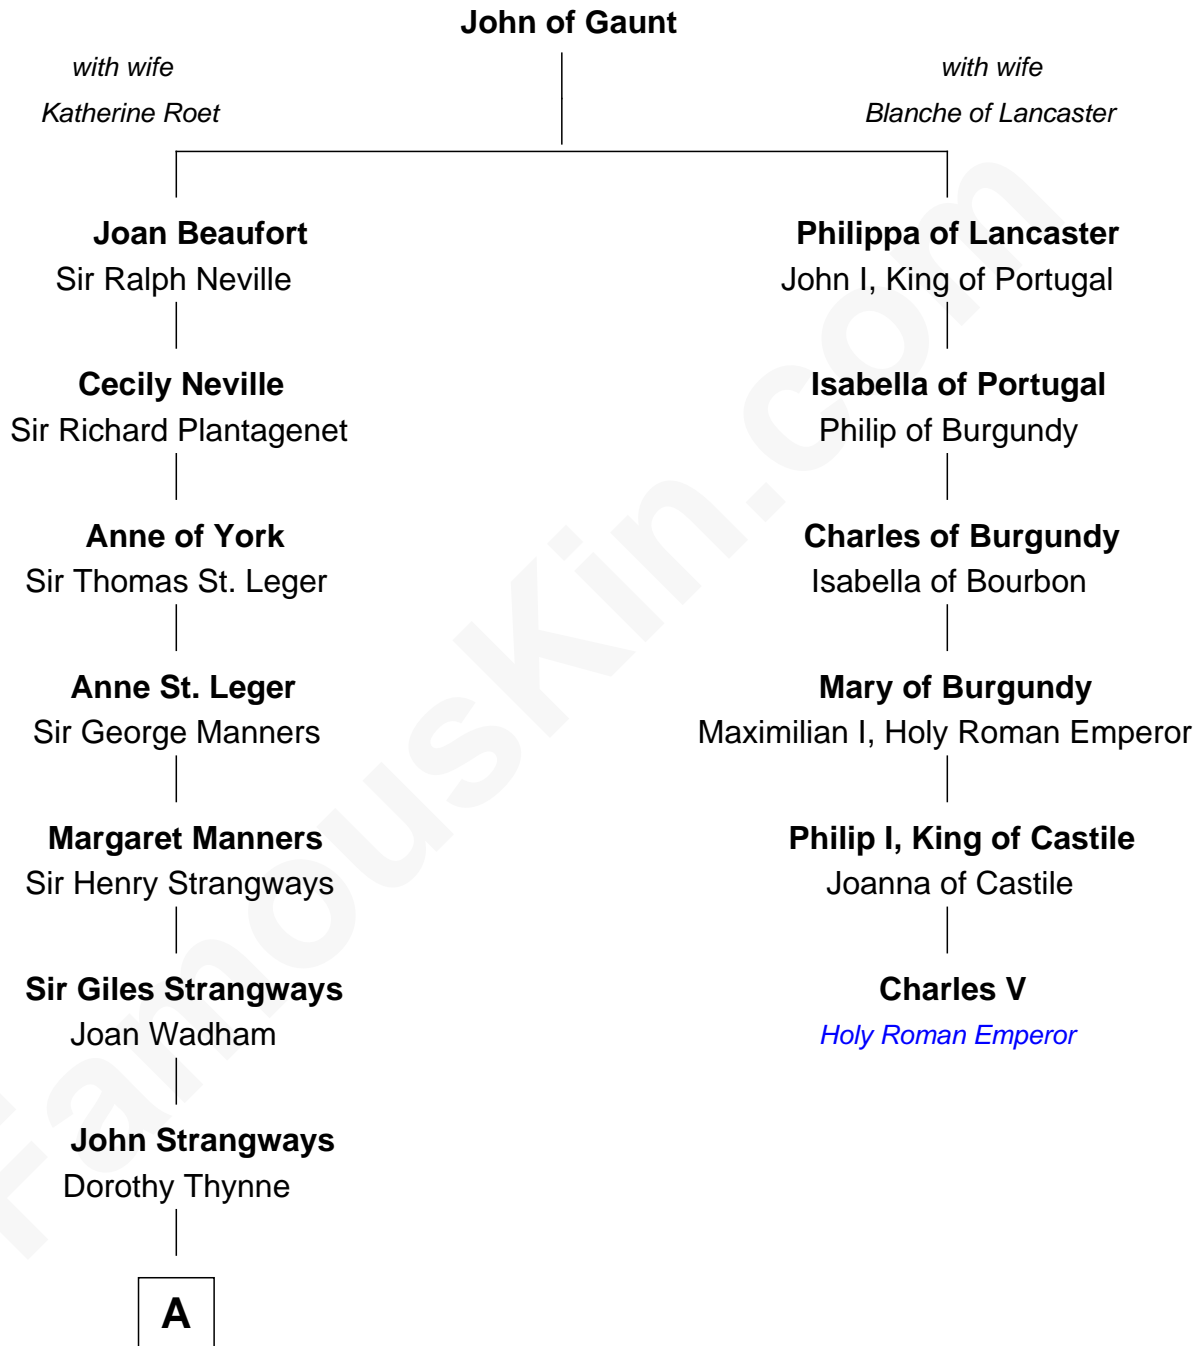 John of Gaunt
with wife
Katherine Roet
with wife
Blanche of Lancaster
Joan Beaufort
Sir Ralph Neville
Philippa of Lancaster
John I, King of Portugal
Cecily Neville
Sir Richard Plantagenet
Isabella of Portugal
Philip of Burgundy
Anne of York
Sir Thomas St. Leger
Charles of Burgundy
Isabella of Bourbon
Anne St. Leger
Sir George Manners
Mary of Burgundy
Maximilian I, Holy Roman Emperor
Margaret Manners
Sir Henry Strangways
Philip I, King of Castile
Joanna of Castile
Sir Giles Strangways
Joan Wadham
Charles V
Holy Roman Emperor
John Strangways
Dorothy Thynne
A
FamousKin.com